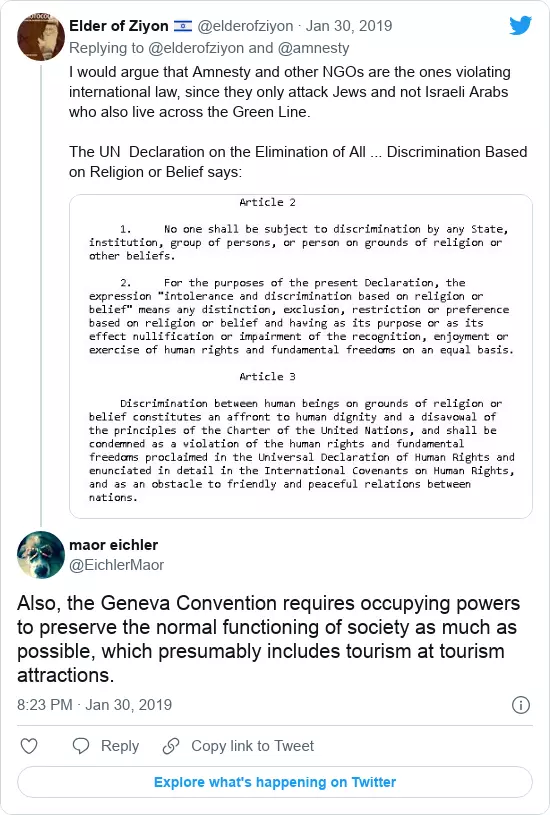 Elder of Ziyon 🇮🇱 @elderofziyon · Jan 30, 2019
Replying to @elderofziyon and @amnesty
I would argue that Amnesty and other NGOs are the ones violating
international law, since they only attack Jews and not Israeli Arabs
who also live across the Green Line.
The UN Declaration on the Elimination of All ... Discrimination Based
on Religion or Belief says:
Article 2
1. No one shall be subject to discrimination by any State,
institution, group of persons, or person on grounds of religion or
other beliefs.
2. For the purposes of the present Declaration, the
expression "intolerance and discrimination based on religion or
belief" means any distinction, exclusion, restriction or preference
based on religion or belief and having as its purpose or as its
effect nullification or impairment of the recognition, enjoyment or
exercise of human rights and fundamental freedoms on an equal basis.
Article 3
Discrimination between human beings on grounds of religion or
belief constitutes an affront to human dignity and a disavowal of
the principles of the Charter of the United Nations, and shall be
condemned as a violation of the human rights and fundamental
freedoms proclaimed in the Universal Declaration of Human Rights and
enunciated in detail in the International Covenants on Human Rights,
and as an obstacle to friendly and peaceful relations between
nations.
maor eichler
@EichlerMaor
Also, the Geneva Convention requires occupying powers
to preserve the normal functioning of society as much as
possible, which presumably includes tourism at tourism
attractions.
8:23 PM · Jan 30, 2019
Reply Copy link to Tweet
Explore what's happening on Twitter